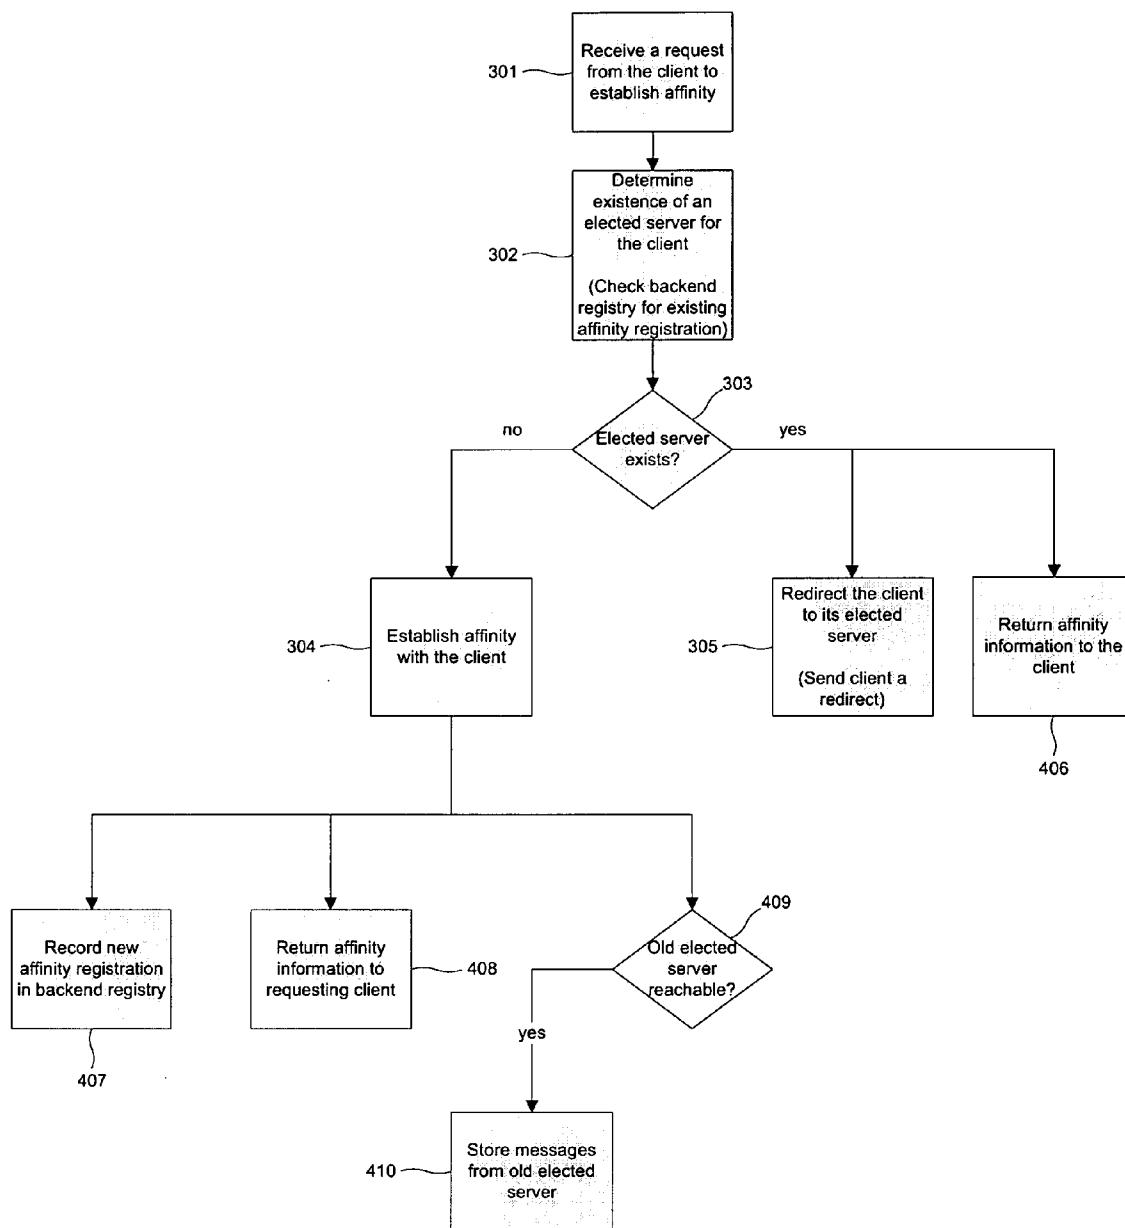 Receive a request
from the client to
establish affinity
301
Determine
existence of an
elected server for
the client
(Check backend
registry for existing
affinity registration)
302
303
Elected server
exists?
no
yes
Establish affinity
with the client
304
Redirect the client
to its elected
server
(Send client a
redirect)
305
Return affinity
information to the
client
406
Record new
affinity registration
in backend registry
407
Return affinity
information to
requesting client
408
409
Old elected
server
reachable?
yes
Store messages
from old elected
server
410